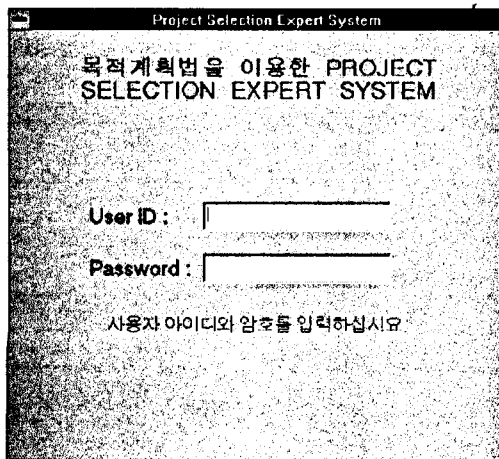 Project Selection Expert System
목적계획법을 이용한 PROJECT
SELECTION EXPERT SYSTEM
User ID :
Password :
사용자 아이디와 암호를 입력하십시요